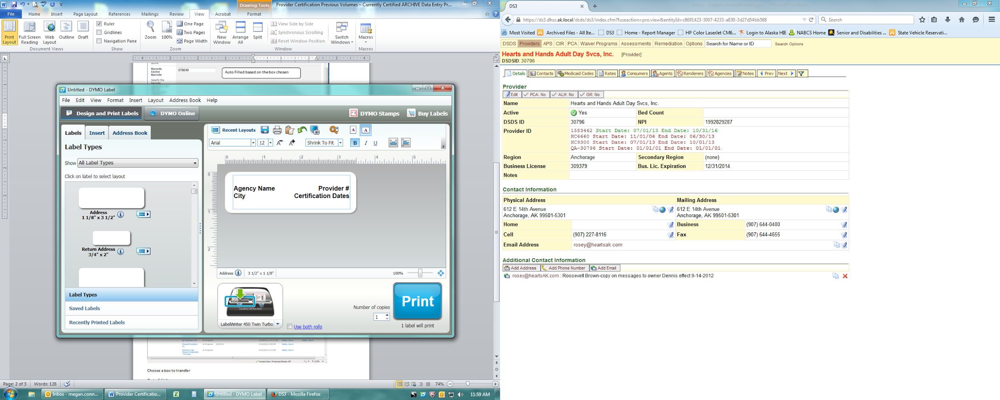 Provider Certification Previous Volumes – Currently Certified ARCHIVE Data Entry Pr...
Drawing Tools
File Home Insert Page Layout References Mailings Review View Acrobat Format
Print Layout
Full Screen Reading
Web Layout
Outline
Draft
Document Views
Ruler
Gridlines
Navigation Pane
Show
Zoom
100%
One Page
Two Pages
Page Width
Zoom
New Window
Arrange All
Split
View Side by Side
Synchronous Scrolling
Reset Window Position
Window
Switch Windows
Macros
Macros
above.
Records Center Barcode
678649
Auto Filled based on the box chosen
Specify the
barcode
Untitled - DYMO Label
File Edit View Format Insert Layout Address Book Help
Design and Print Labels
DYMO Online
DYMO Stamps
Buy Labels
Labels Insert Address Book
Label Types
Show All Label Types
Click on label to select layout
Address
1 1/8" x 3 1/2"
Return Address
3/4" x 2"
Label Types
Saved Labels
Recently Printed Labels
Recent Layouts
Arial 12 Shrink To Fit B I U
0 1 2 3 4 5
0
1
2
Agency Name Provider #
City Certification Dates
Address 3 1/2" x 1 1/8" 100%
LabelWriter 450 Twin Turbo
Use both rolls
Number of copies
1
Print
1 label will print
QA Test Box-174 In Progress 11/30/2011 11:37 AM Darby, Sue A Darby, Sue A
Closed Providers- In Progress 2/5/2011 5/13/2010 2:09 PM Darby, Sue A
11
033010-9 QA In Progress 3/30/2010 3:22 PM Darby, Sue A
Closed Complaints
- Provider
Trusted sites | Protected Mode: Off 115%
Choose a box to transfer
Page: 2 of 3 Words: 128 74%
Inbox - megan.conn...
Provider Certificatio...
Untitled - DYMO Label
DS3 - Mozilla Firefox
11:59 AM
DS3
https://ds3.dhss.ak.local/dsds/ds3/index.cfm?fuseaction=pro.view&entityId=c8691423-3007-4233-a830-3d27d54bb588
Search
Most Visited Archived Files - All Ite... DS3 Home - Report Manager HP Color LaserJet CM6... Login to Alaska HIE NABCS Home Senior and Disabilities ... State Vehicle Reservati...
DSDS Providers APS CIR PCA Waiver Programs Assessments Remediation Options Search for Name or ID Search Options
Hearts and Hands Adult Day Svcs, Inc. [Provider]
DSDSID: 30796
Details Contacts Medicaid Codes Rates Consumers Agents Renderers Agencies Notes Prev Next
Provider
Edit PCA: No ALH: No GR: No
Name Hearts and Hands Adult Day Svcs, Inc.
Active Yes Bed Count
DSDS ID 30796 NPI 1992829287
Provider ID 1583462 Start Date: 07/01/13 End Date: 10/31/16
HC6660 Start Date: 11/01/06 End Date: 06/30/13
HC9300 Start Date: 07/01/13 End Date: 10/01/13
QA-30796 Start Date: 01/01/01 End Date: 01/01/01
Region Anchorage Secondary Region (none)
Business License 309379 Bus. Lic. Expiration 12/31/2014
Notes
Contact Information
Physical Address Mailing Address
612 E 14th Avenue 612 E 14th Avenue
Anchorage, AK 99501-5301 Anchorage, AK 99501-5301
Home Business (907) 644-0480
Cell (907) 227-8116 Fax (907) 644-4655
Email Address rosey@heartsak.com
Additional Contact Information
Add Address Add Phone Number Add Email
rosey@heartsAK.com : Roosevelt Brown-copy on messages to owner Dennis effect 9-14-2012